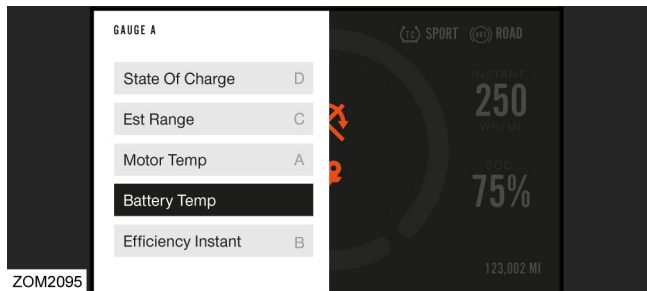 GAUGE A
State Of Charge D
Est Range C
Motor Temp A
Battery Temp
Efficiency Instant B
(TC) SPORT (ABS) ROAD
INSTANT
250
WH/MI
SOC
75%
123,002 MI
ZOM2095